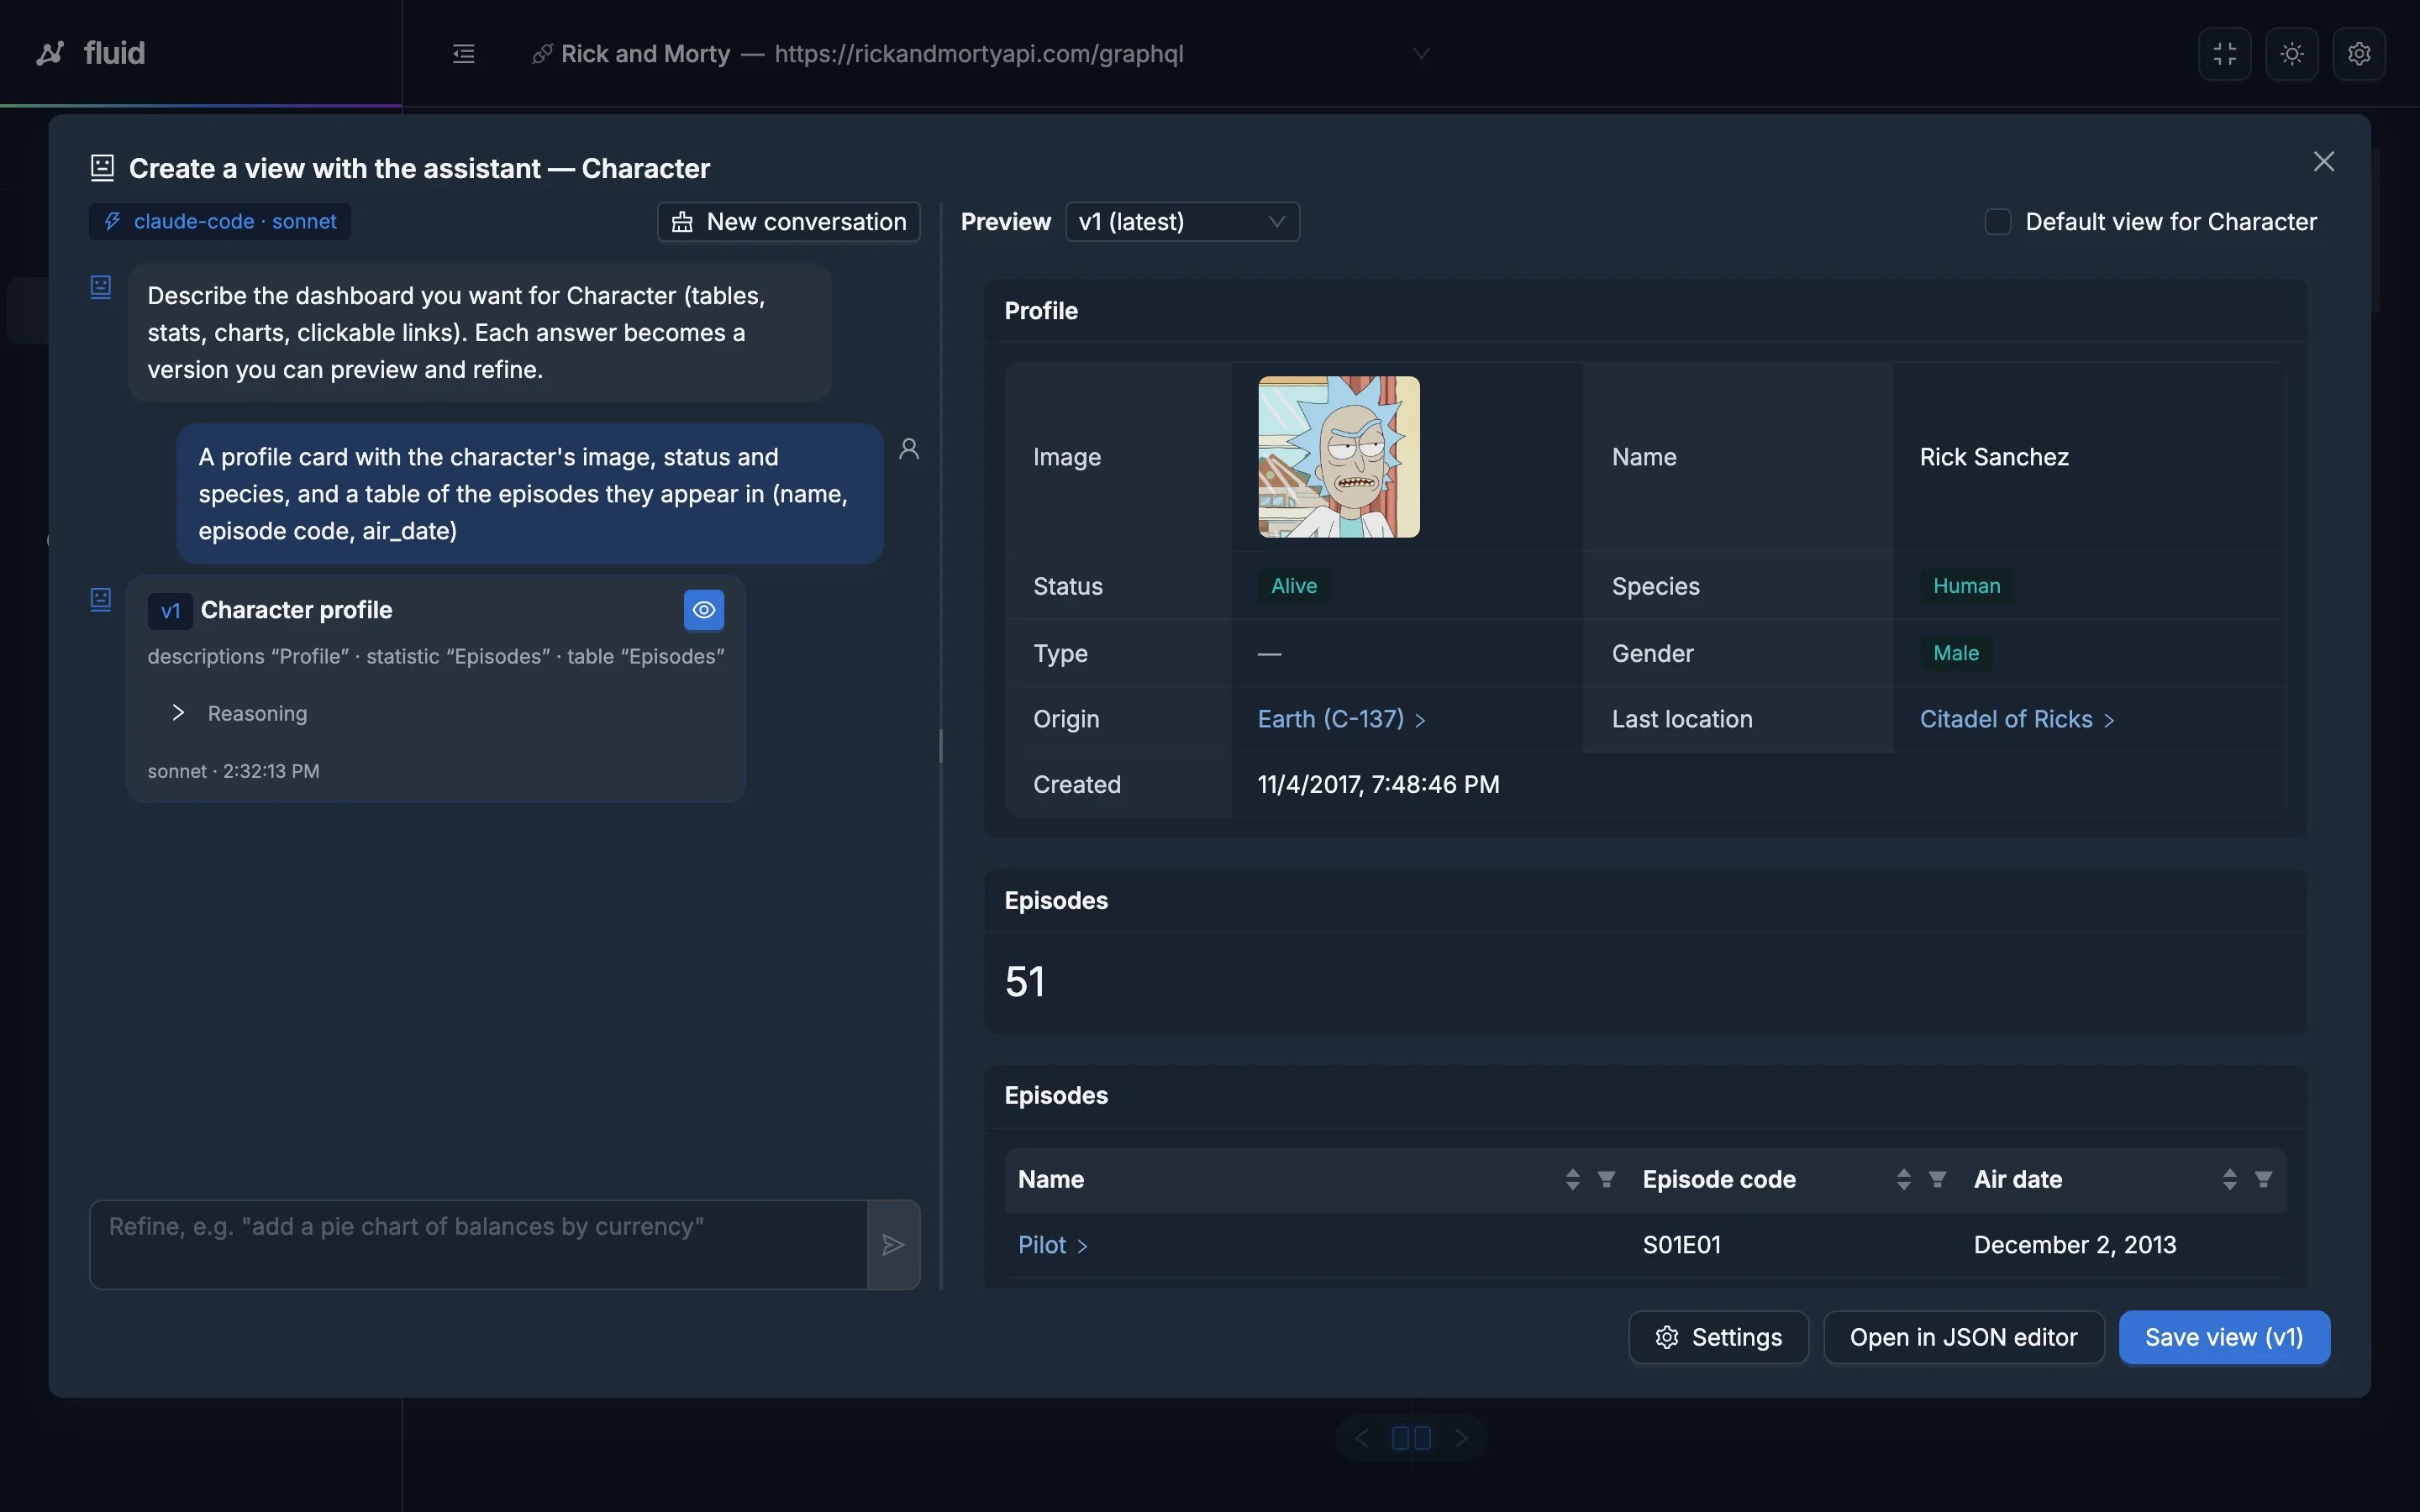 fluid
Rick and Morty — https://rickandmortyapi.com/graphql
Create a view with the assistant — Character
claude-code · sonnet
New conversation
Describe the dashboard you want for Character (tables,
stats, charts, clickable links). Each answer becomes a
version you can preview and refine.
A profile card with the character's image, status and
species, and a table of the episodes they appear in (name,
episode code, air_date)
v1 Character profile
descriptions “Profile” · statistic “Episodes” · table “Episodes”
Reasoning
sonnet · 2:32:13 PM
Refine, e.g. "add a pie chart of balances by currency"
Preview v1 (latest)
Default view for Character
Profile
Image
Name Rick Sanchez
Status Alive Species Human
Type — Gender Male
Origin Earth (C-137) > Last location Citadel of Ricks >
Created 11/4/2017, 7:48:46 PM
Episodes
51
Episodes
Name Episode code Air date
Pilot > S01E01 December 2, 2013
Settings Open in JSON editor Save view (v1)